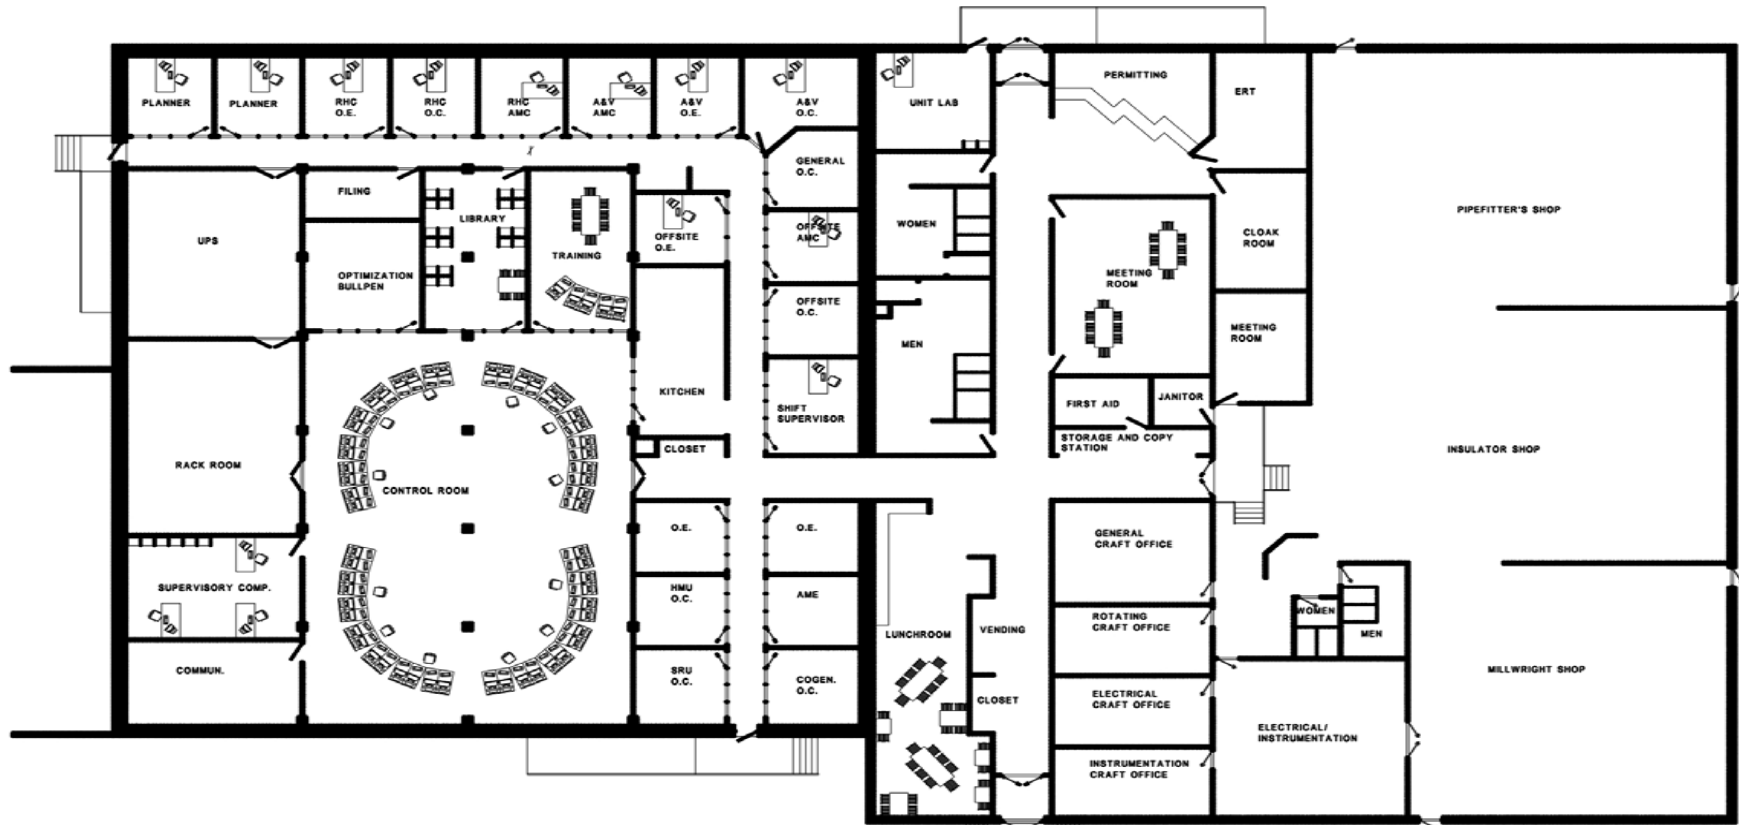 PLANNER
PLANNER
RHC
O.E.
RHC
O.C.
RHC
AMC
A&V
AMC
A&V
O.E.
A&V
O.C.
UNIT LAB
PERMITTING
ERT
GENERAL
O.C.
FILING
LIBRARY
UPS
OPTIMIZATION
BULLPEN
TRAINING
OFFSITE
O.E.
OFFSITE
AMC
WOMEN
CLOAK
ROOM
PIPEFITTER'S SHOP
MEETING
ROOM
OFFSITE
O.C.
MEN
MEETING
ROOM
KITCHEN
SHIFT
SUPERVISOR
FIRST AID
JANITOR
STORAGE AND COPY
STATION
CLOSET
RACK ROOM
CONTROL ROOM
INSULATOR SHOP
O.E.
O.E.
GENERAL
CRAFT OFFICE
SUPERVISORY COMP.
HMU
O.C.
AME
ROTATING
CRAFT OFFICE
WOMEN
MEN
LUNCHROOM
VENDING
COMMUN.
SRU
O.C.
COGEN.
O.C.
CLOSET
ELECTRICAL
CRAFT OFFICE
MILLWRIGHT SHOP
ELECTRICAL/
INSTRUMENTATION
INSTRUMENTATION
CRAFT OFFICE